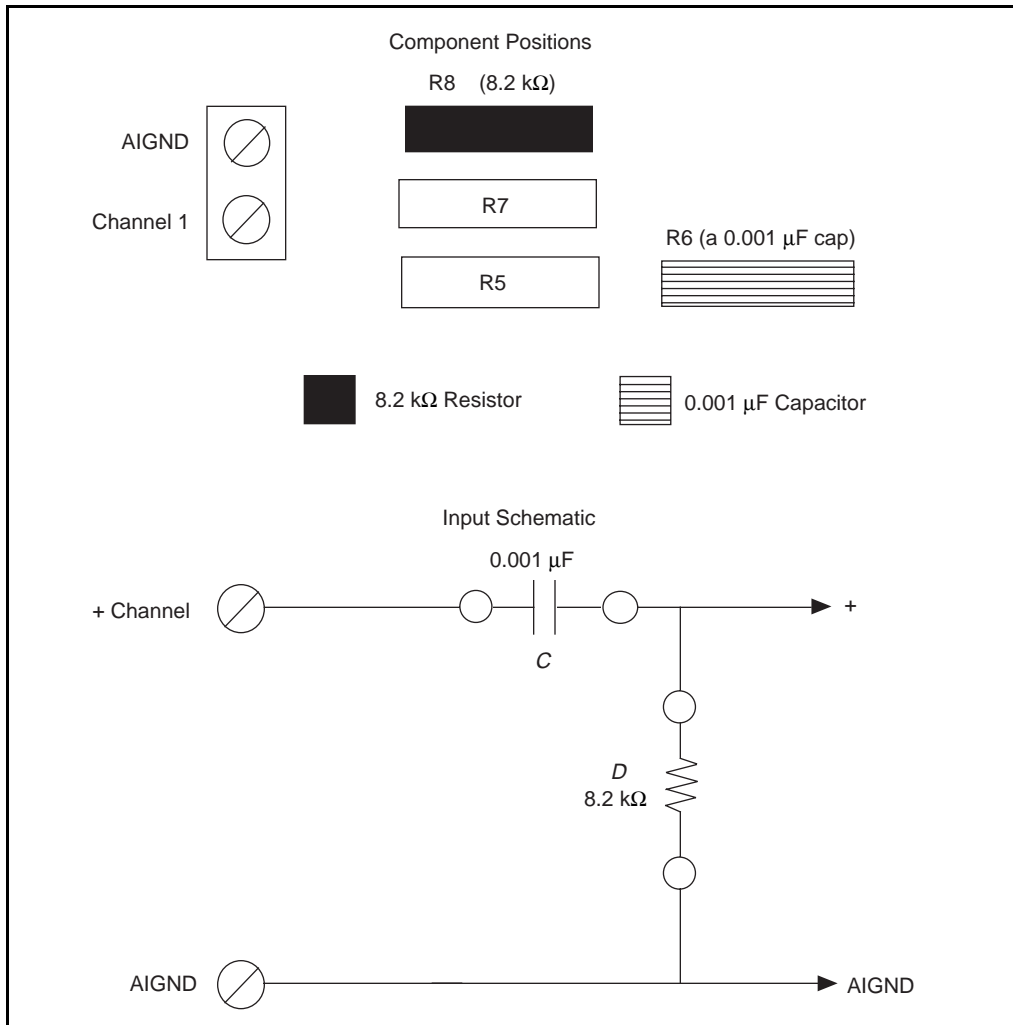 Component Positions
R8 (8.2 kΩ)
AIGND
R7
Channel 1
R6 (a 0.001 μF cap)
R5
8.2 kΩ Resistor
0.001 μF Capacitor
Input Schematic
0.001 μF
+ Channel
+
C
D
8.2 kΩ
AIGND
AIGND